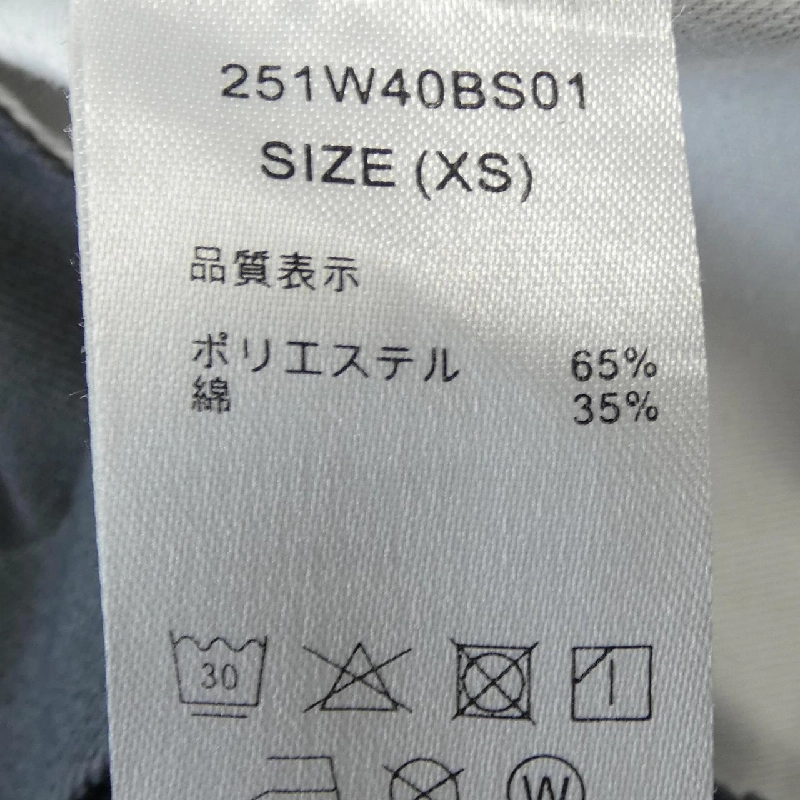 251W40BS01
SIZE (XS)
品質表示
ポリエステル 65%
綿 35%
30
W